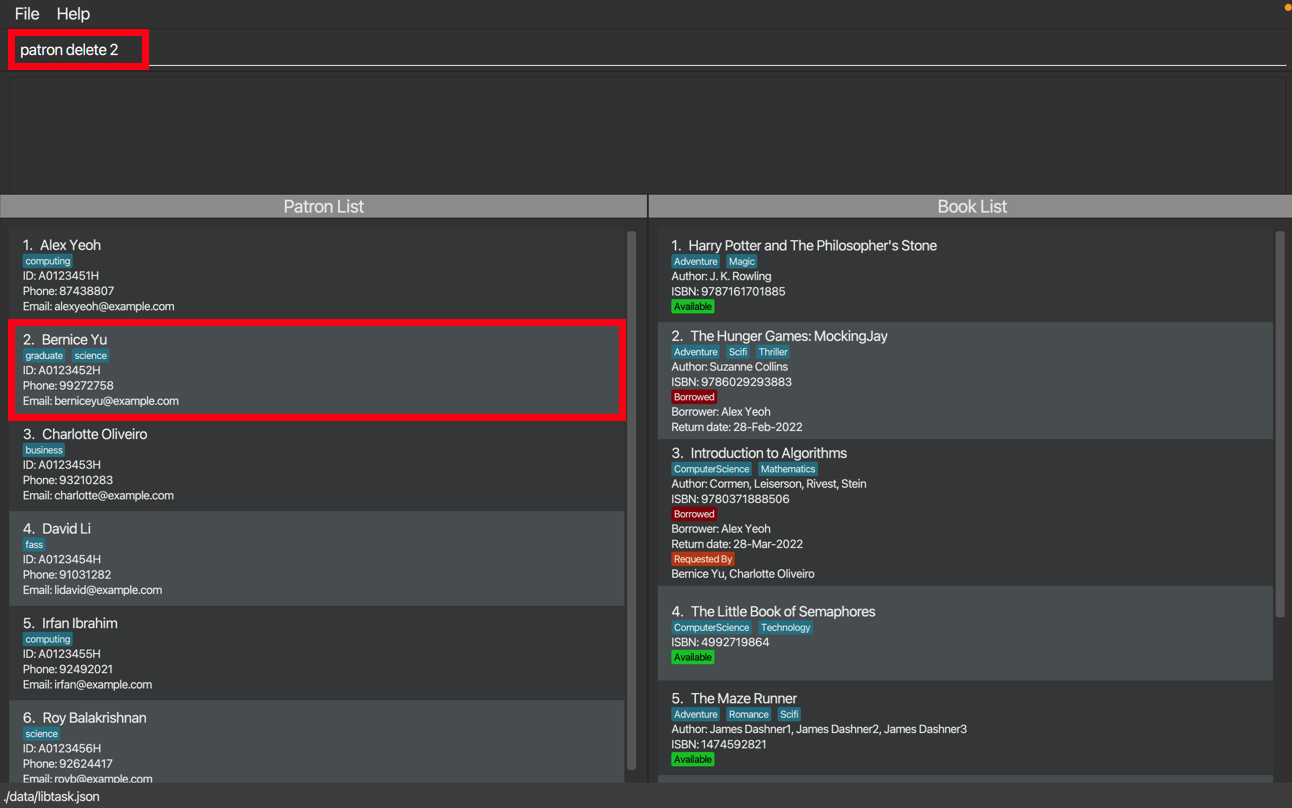 File Help
patron delete 2
Patron List
1. Alex Yeoh
computing
ID: A0123451H
Phone: 87438807
Email: alexyeoh@example.com
2. Bernice Yu
graduate science
ID: A0123452H
Phone: 99272758
Email: berniceyu@example.com
3. Charlotte Oliveiro
business
ID: A0123453H
Phone: 93210283
Email: charlotte@example.com
4. David Li
fass
ID: A0123454H
Phone: 91031282
Email: lidavid@example.com
5. Irfan Ibrahim
computing
ID: A0123455H
Phone: 92492021
Email: irfan@example.com
6. Roy Balakrishnan
science
ID: A0123456H
Phone: 92624417
Email: royb@example.com
Book List
1. Harry Potter and The Philosopher's Stone
Adventure Magic
Author: J. K. Rowling
ISBN: 9787161701885
Available
2. The Hunger Games: MockingJay
Adventure Scifi Thriller
Author: Suzanne Collins
ISBN: 9786029293883
Borrowed
Borrower: Alex Yeoh
Return date: 28-Feb-2022
3. Introduction to Algorithms
ComputerScience Mathematics
Author: Cormen, Leiserson, Rivest, Stein
ISBN: 9780371888506
Borrowed
Borrower: Alex Yeoh
Return date: 28-Mar-2022
Requested By
Bernice Yu, Charlotte Oliveiro
4. The Little Book of Semaphores
ComputerScience Technology
ISBN: 4992719864
Available
5. The Maze Runner
Adventure Romance Scifi
Author: James Dashner1, James Dashner2, James Dashner3
ISBN: 1474592821
Available
./data/libtask.json